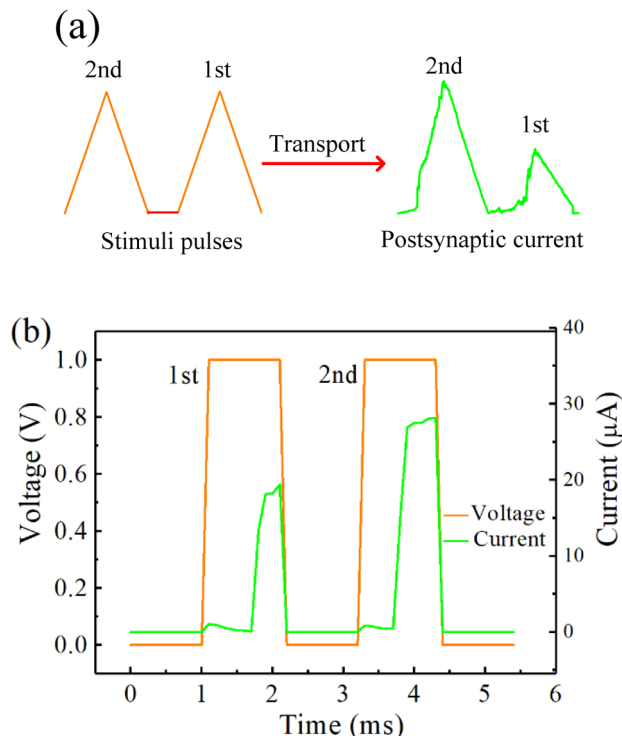 (a)
2nd
1st
2nd
1st
Transport
Stimuli pulses
Postsynaptic current
(b)
1st
2nd
Voltage
Current
Voltage (V)
1.0
0.8
0.6
0.4
0.2
0.0
Current (μA)
40
30
20
10
0
0
1
2
3
4
5
6
Time (ms)